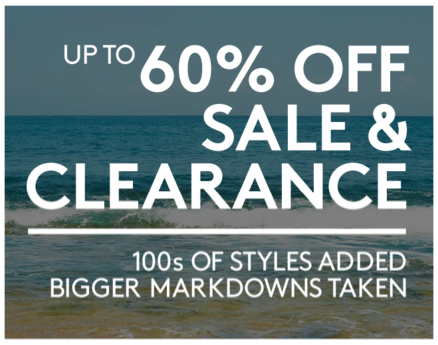 UP TO 60% OFF
SALE &
CLEARANCE
100s OF STYLES ADDED
BIGGER MARKDOWNS TAKEN